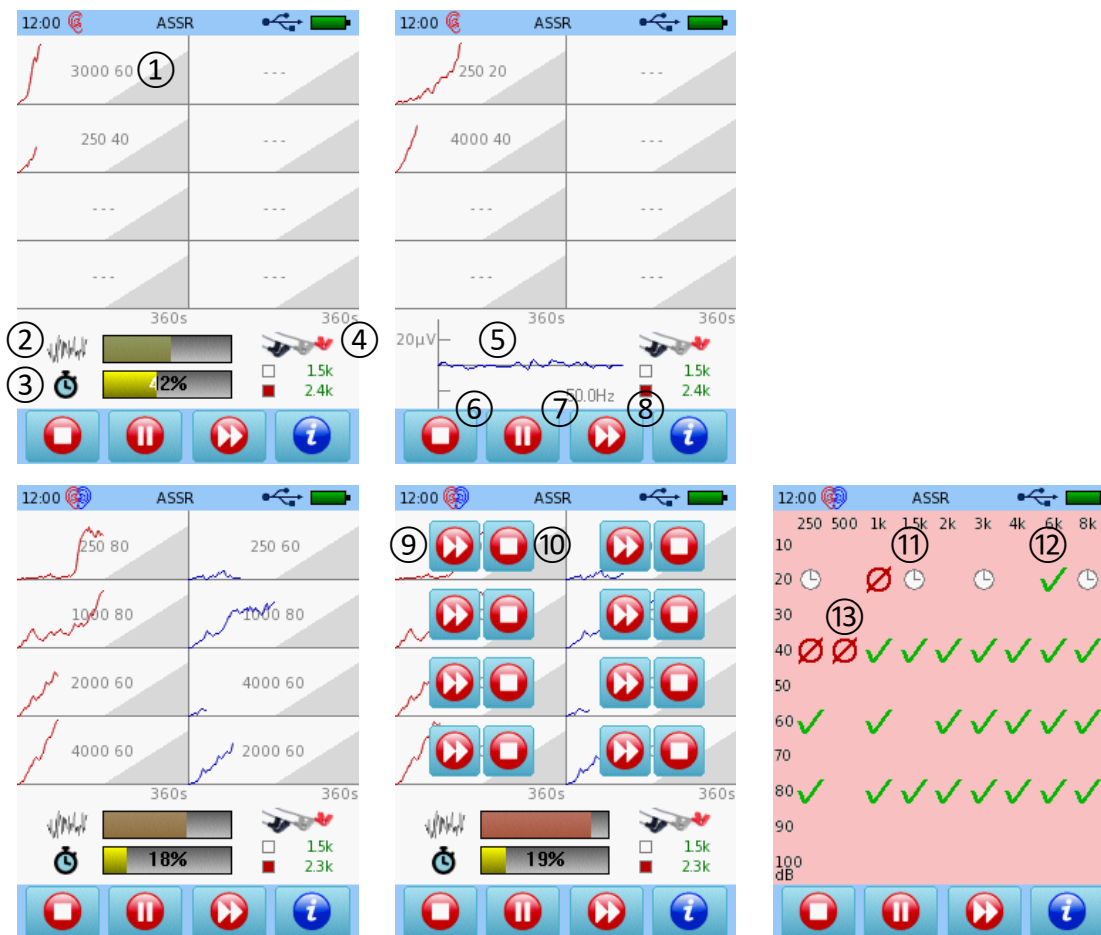 12:00 ASSR
3000 60 ① ---
250 40 ---
--- ---
--- ---
360s 360s
② ④
③ 42% 1.5k
2.4k
12:00 ASSR
250 20 ---
4000 40 ---
--- ---
--- ---
360s 360s
20µV ⑤
1.5k
50.0Hz 2.4k
⑥ ⑦ ⑧
i
i
12:00 ASSR
250 80 250 60
1000 80 1000 80
2000 60 4000 60
4000 60 2000 60
360s 360s
1.5k
18% 2.3k
i
12:00 ASSR
⑨ ⑩
360s 360s
1.5k
19% 2.3k
i
12:00 ASSR
250 500 1k 1.5k 2k 3k 4k 6k 8k
10 ⑪ ⑫
20
30 ⑬
40
50
60
70
80
90
100
dB
i